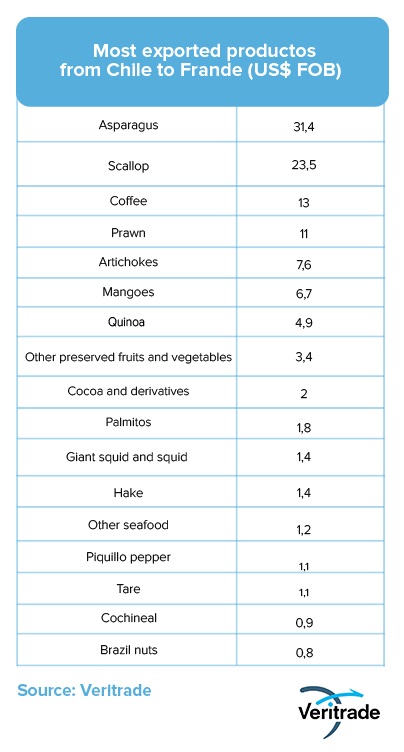 Most exported productos
from Chile to Frande (US$ FOB)
Asparagus 31,4
Scallop 23,5
Coffee 13
Prawn 11
Artichokes 7,6
Mangoes 6,7
Quinoa 4,9
Other preserved fruits and vegetables 3,4
Cocoa and derivatives 2
Palmitos 1,8
Giant squid and squid 1,4
Hake 1,4
Other seafood 1,2
Piquillo pepper 1,1
Tare 1,1
Cochineal 0,9
Brazil nuts 0,8
Source: Veritrade
Veritrade